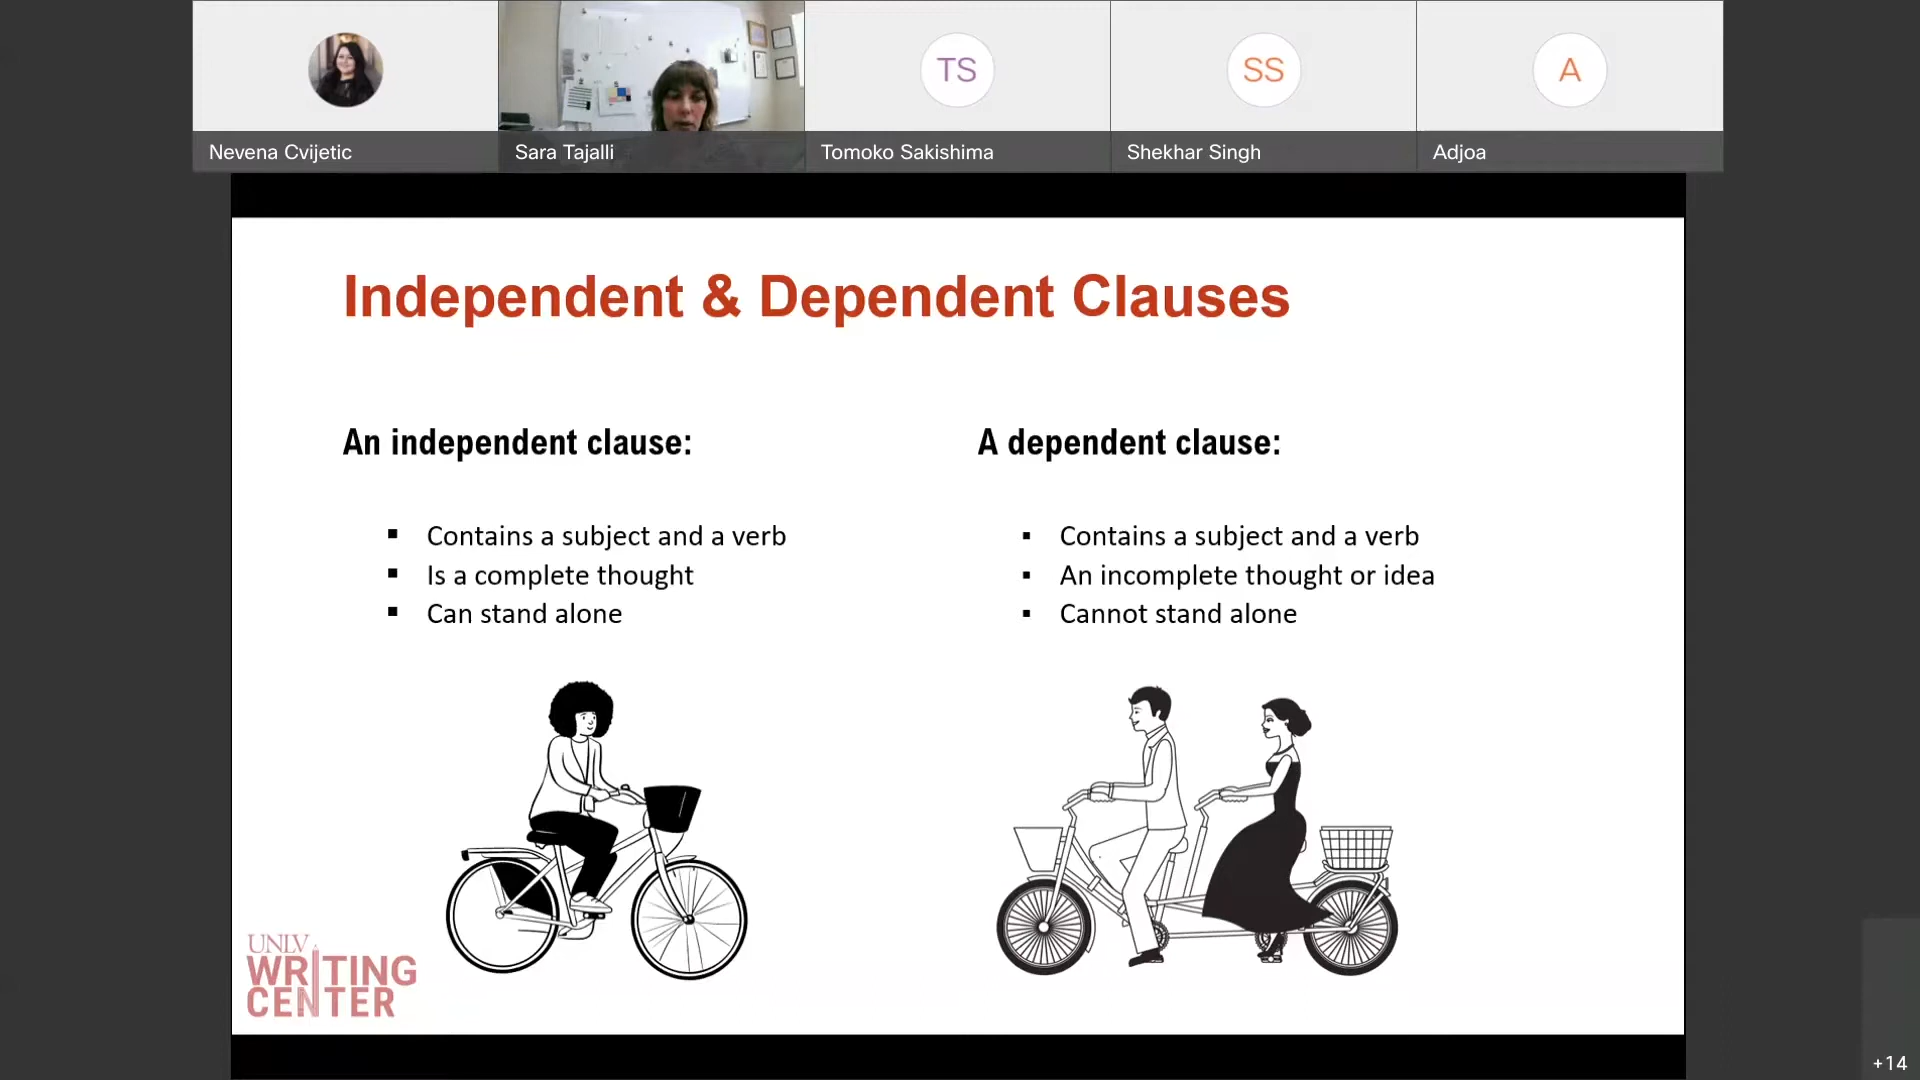 TS
SS
A
Nevena Cvijetic
Sara Tajalli
Tomoko Sakishima
Shekhar Singh
Adjoa
Independent & Dependent Clauses
An independent clause:
▪ Contains a subject and a verb
▪ Is a complete thought
▪ Can stand alone
A dependent clause:
▪ Contains a subject and a verb
▪ An incomplete thought or idea
▪ Cannot stand alone
UNLV
WRITING
CENTER
+14